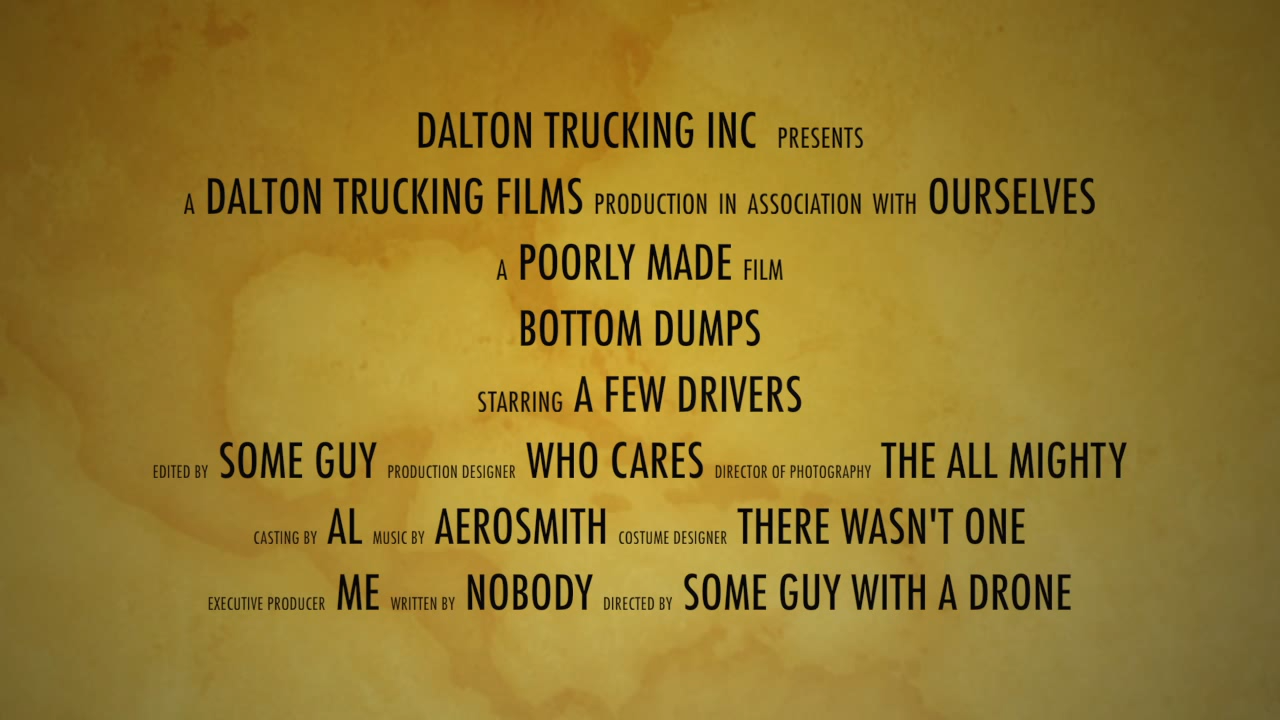 DALTON TRUCKING INC PRESENTS
A DALTON TRUCKING FILMS PRODUCTION IN ASSOCIATION WITH OURSELVES
A POORLY MADE FILM
BOTTOM DUMPS
STARRING A FEW DRIVERS
EDITED BY SOME GUY PRODUCTION DESIGNER WHO CARES DIRECTOR OF PHOTOGRAPHY THE ALL MIGHTY
CASTING BY AL MUSIC BY AEROSMITH COSTUME DESIGNER THERE WASN'T ONE
EXECUTIVE PRODUCER ME WRITTEN BY NOBODY DIRECTED BY SOME GUY WITH A DRONE